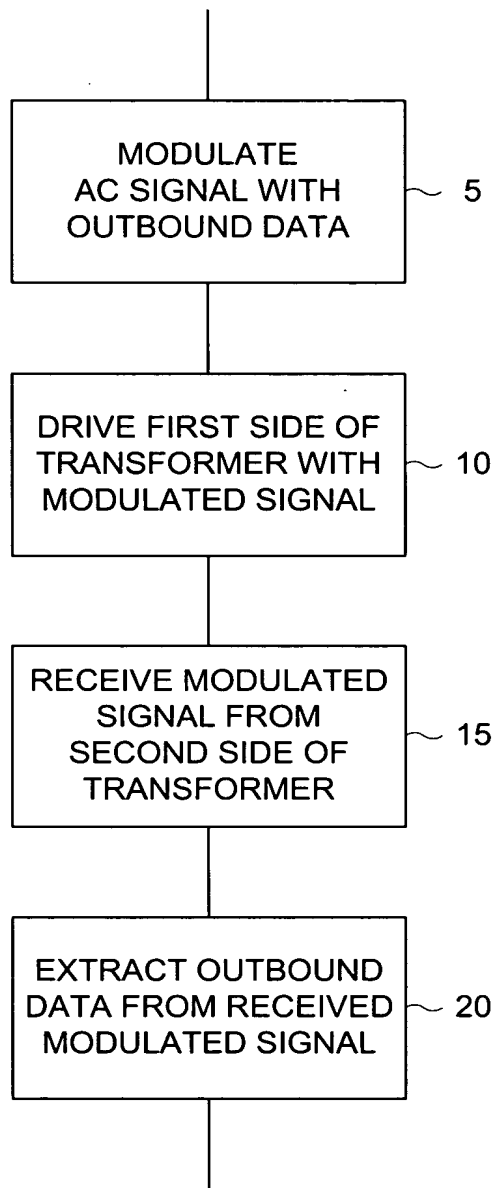 MODULATE
AC SIGNAL WITH
OUTBOUND DATA
5
DRIVE FIRST SIDE OF
TRANSFORMER WITH
MODULATED SIGNAL
10
RECEIVE MODULATED
SIGNAL FROM
SECOND SIDE OF
TRANSFORMER
15
EXTRACT OUTBOUND
DATA FROM RECEIVED
MODULATED SIGNAL
20